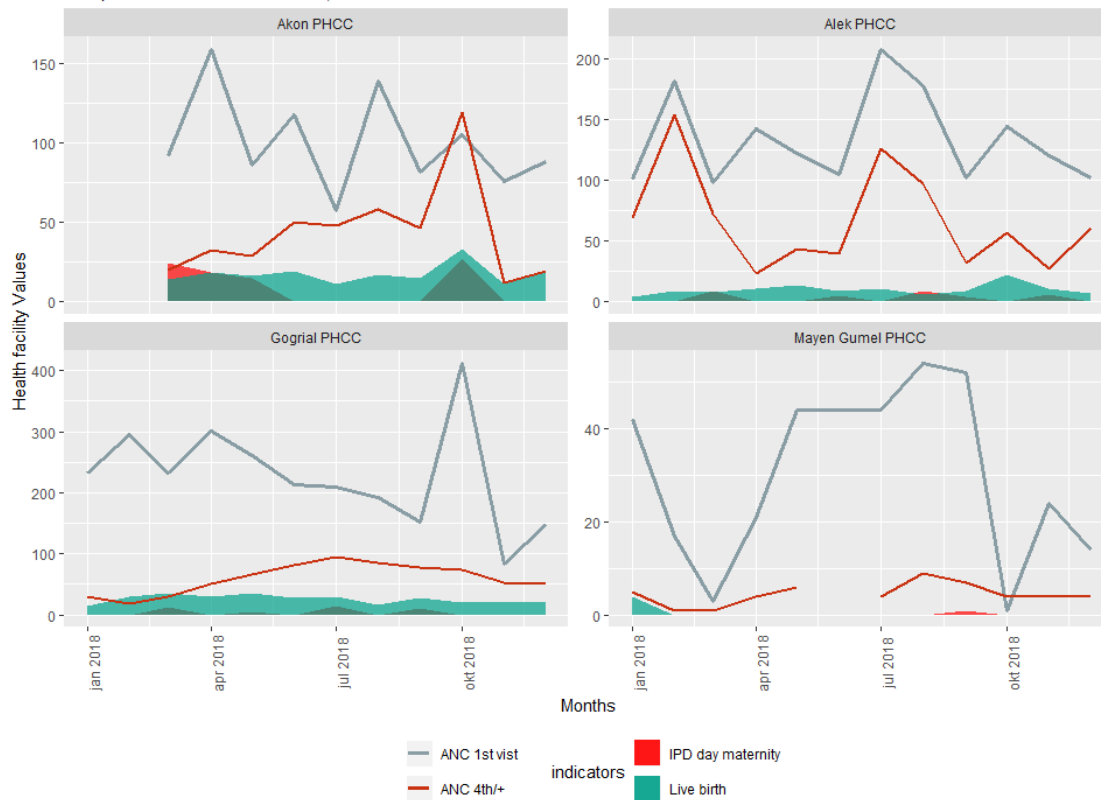 Akon PHCC
Alek PHCC
150
100
50
0
200
150
100
50
0
Gogrial PHCC
Mayen Gumel PHCC
400
300
200
100
0
40
20
0
Health facility Values
jan 2018
apr 2018
jul 2018
okt 2018
jan 2018
apr 2018
jul 2018
okt 2018
Months
indicators
ANC 1st vist
ANC 4th/+
IPD day maternity
Live birth